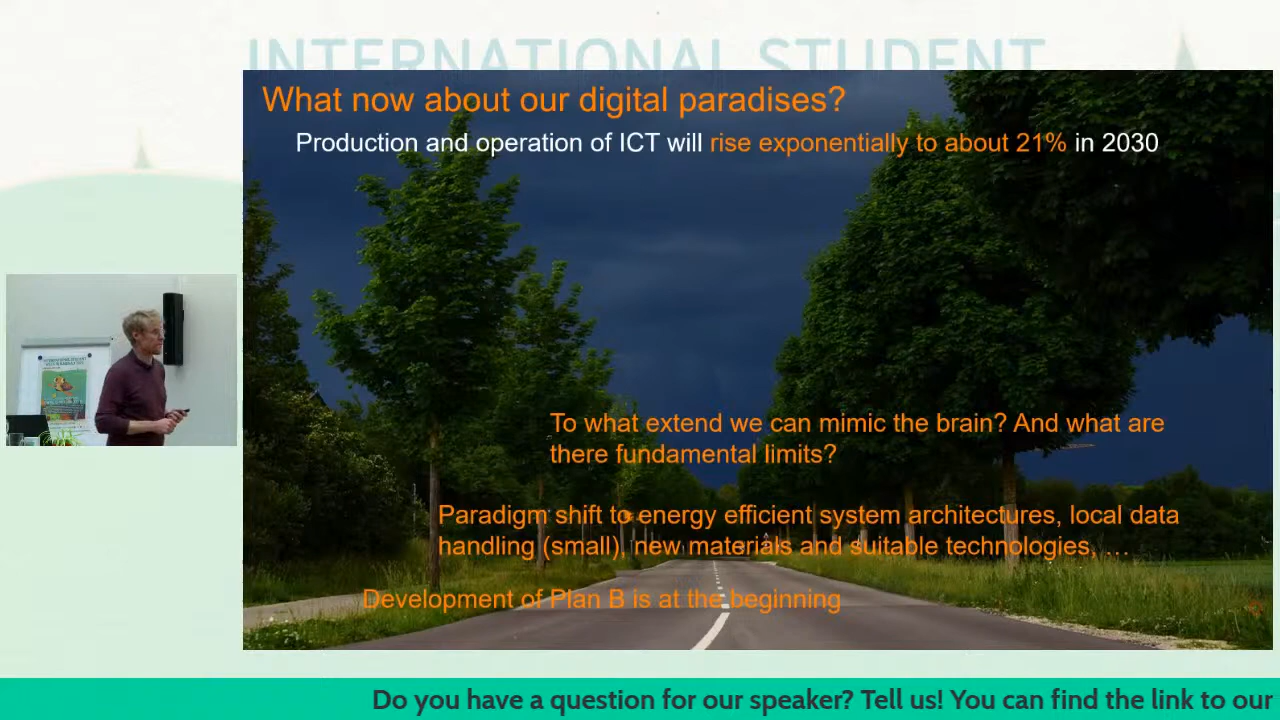 INTERNATIONAL STUDENT
What now about our digital paradises?
Production and operation of ICT will rise exponentially to about 21% in 2030
To what extend we can mimic the brain? And what are
there fundamental limits?
Paradigm shift to energy efficient system architectures, local data
handling (small), new materials and suitable technologies, …
Development of Plan B is at the beginning
Do you have a question for our speaker? Tell us! You can find the link to our